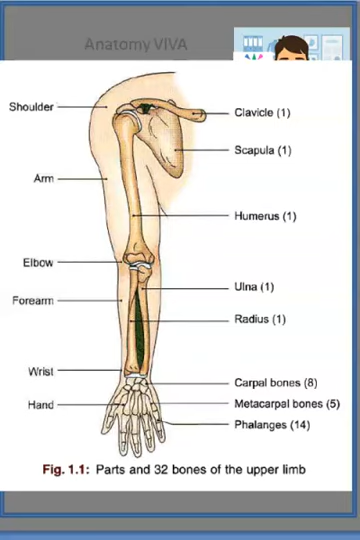 Anatomy VIVA
Shoulder
Clavicle (1)
Scapula (1)
Arm
Humerus (1)
Elbow
Ulna (1)
Forearm
Radius (1)
Wrist
Carpal bones (8)
Hand
Metacarpal bones (5)
Phalanges (14)
Fig. 1.1: Parts and 32 bones of the upper limb